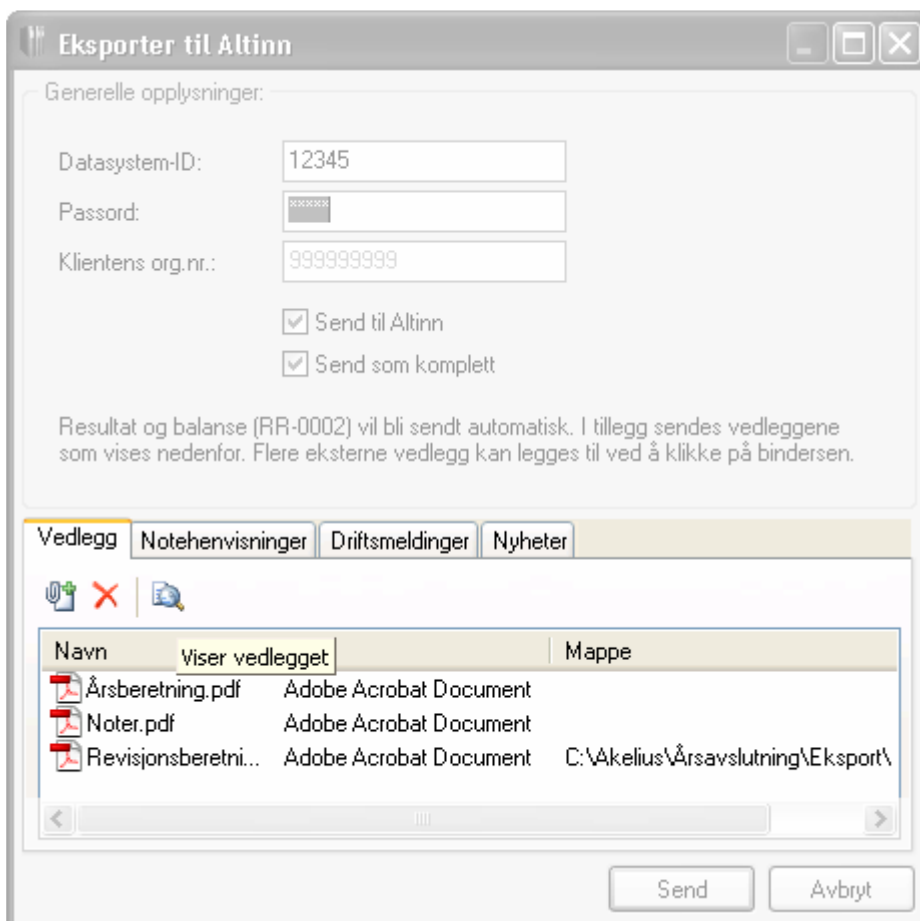 Eksporter til Altinn
Generelle opplysninger:
Datasystem-ID: 12345
Passord: xxxxx
Klientens org.nr.: 999999999
Send til Altinn
Send som komplett
Resultat og balanse (RR-0002) vil bli sendt automatisk. I tillegg sendes vedleggene
som vises nedenfor. Flere eksterne vedlegg kan legges til ved å klikke på bindersen.
Vedlegg Notehenvisninger Driftsmeldinger Nyheter
Navn Viser vedlegget Mappe
Årsberetning.pdf Adobe Acrobat Document
Noter.pdf Adobe Acrobat Document
Revisjonsberetni... Adobe Acrobat Document C:\Akelius\Årsavslutning\Eksport\
Send Avbryt